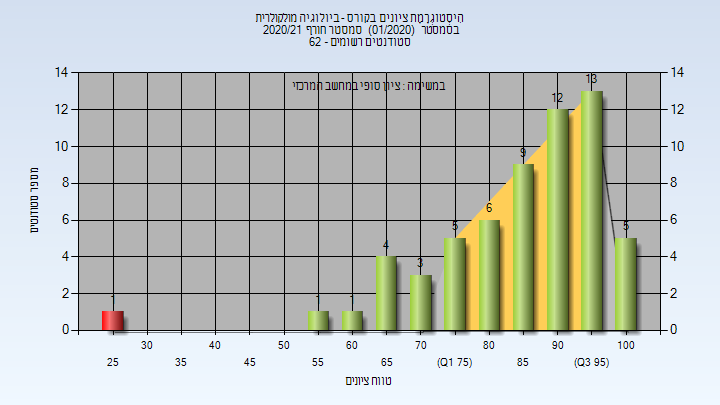 היסטוגרמת ציונים בקורס - ביולוגיה מולקולרית
בסמסטר (01/2020) סמסטר חורף 2020/21
סטודנטים רשומים - 62
במשימה : ציון סופי במחשב המרכזי
מספר סטודנטים
14 14
12 12
10 10
8 8
6 6
4 4
2 2
0 0
1 1 1 4 3 5 6 9 12 13 5
30 40 50 60 70 80 90 100
25 35 45 55 65 (Q1 75) 85 (Q3 95)
טווח ציונים